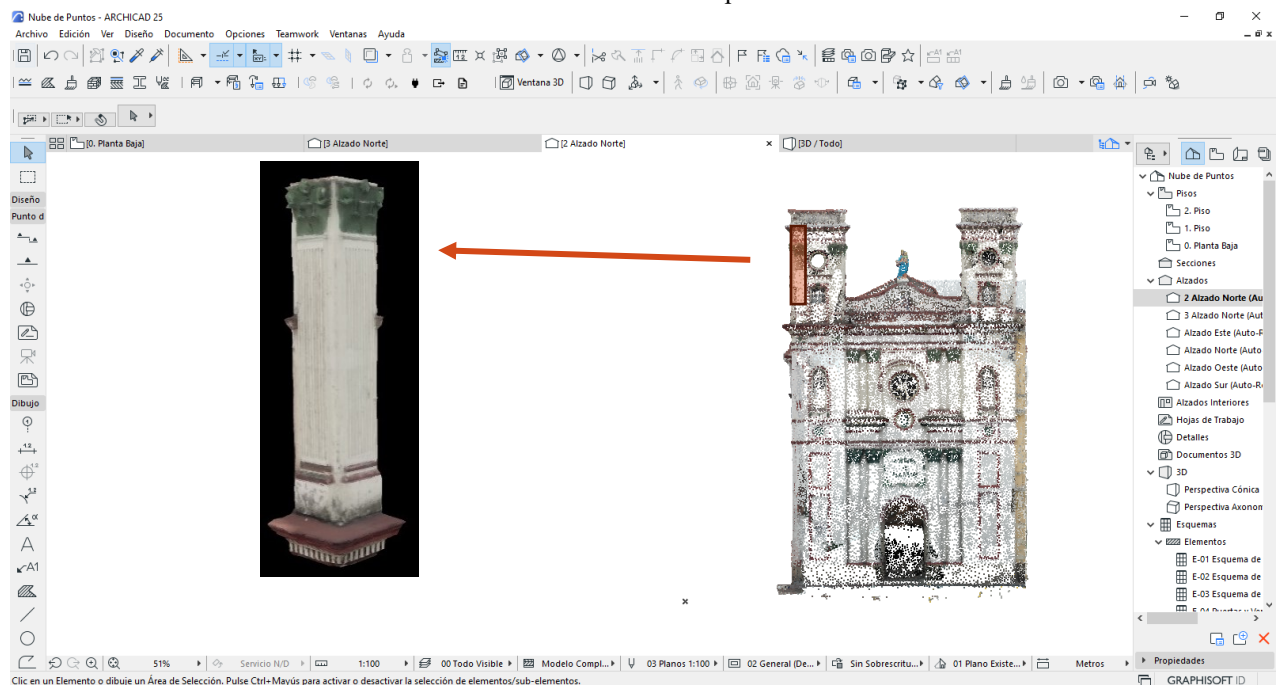 Nube de Puntos - ARCHICAD 25
Archivo Edición Ver Diseño Documento Opciones Teamwork Ventanas Ayuda
Ventana 3D
[0. Planta Baja] [3 Alzado Norte] [2 Alzado Norte] [3D / Todo]
Diseño
Punto d
Dibujo
1.2
A
A1
Nube de Puntos
Pisos
2. Piso
1. Piso
0. Planta Baja
Secciones
Alzados
2 Alzado Norte (Au
3 Alzado Norte (Aut
Alzado Este (Auto-R
Alzado Norte (Auto
Alzado Oeste (Auto
Alzado Sur (Auto-R
Alzados Interiores
Hojas de Trabajo
Detalles
Documentos 3D
3D
Perspectiva Cónica
Perspectiva Axonon
Esquemas
Elementos
E-01 Esquema de
E-02 Esquema de
E-03 Esquema de
51% Servicio N/D 1:100 00 Todo Visible Modelo Compl... 03 Planos 1:100 02 General (De... Sin Sobrescritu... 01 Plano Existe... Metros
Propiedades
Clic en un Elemento o dibuje un Área de Selección. Pulse Ctrl+Mayús para activar o desactivar la selección de elementos/sub-elementos.
GRAPHISOFT ID